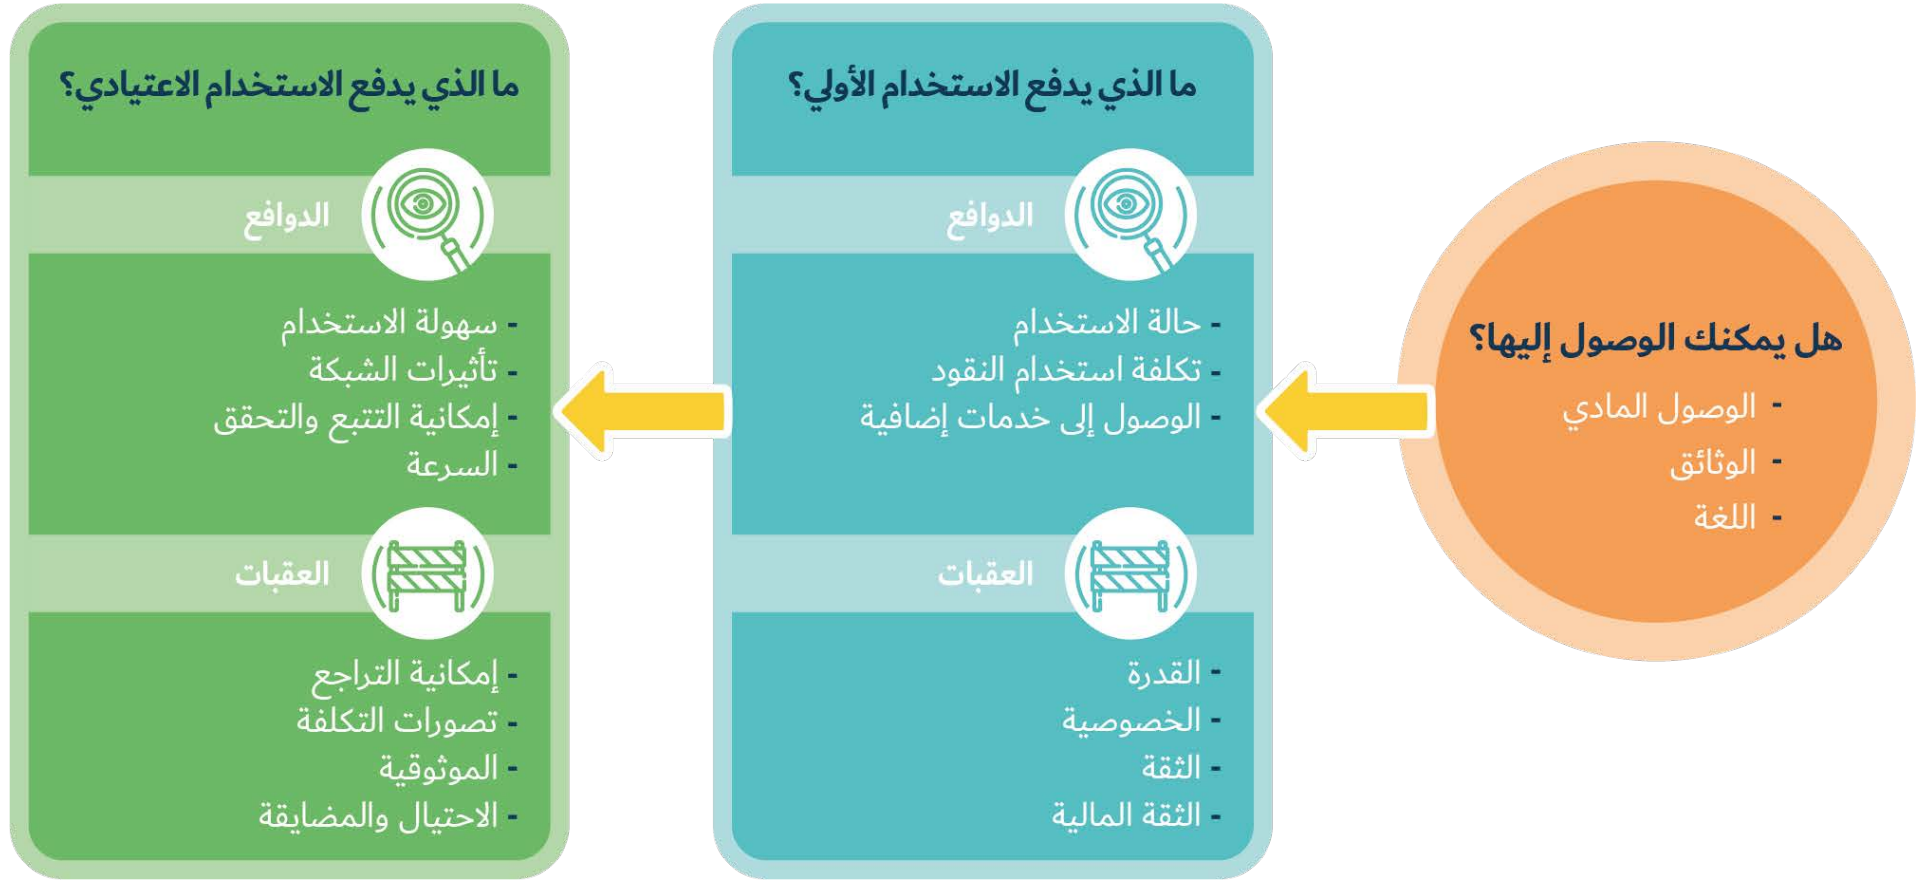 هل يمكنك الوصول إليها؟
- الوصول المادي
- الوثائق
- اللغة
ما الذي يدفع الاستخدام الأولي؟
الدوافع
- حالة الاستخدام
- تكلفة استخدام النقود
- الوصول إلى خدمات إضافية
العقبات
- القدرة
- الخصوصية
- الثقة
- الثقة المالية
ما الذي يدفع الاستخدام الاعتيادي؟
الدوافع
- سهولة الاستخدام
- تأثيرات الشبكة
- إمكانية التتبع والتحقق
- السرعة
العقبات
- إمكانية التراجع
- تصورات التكلفة
- الموثوقية
- الاحتيال والمضايقة